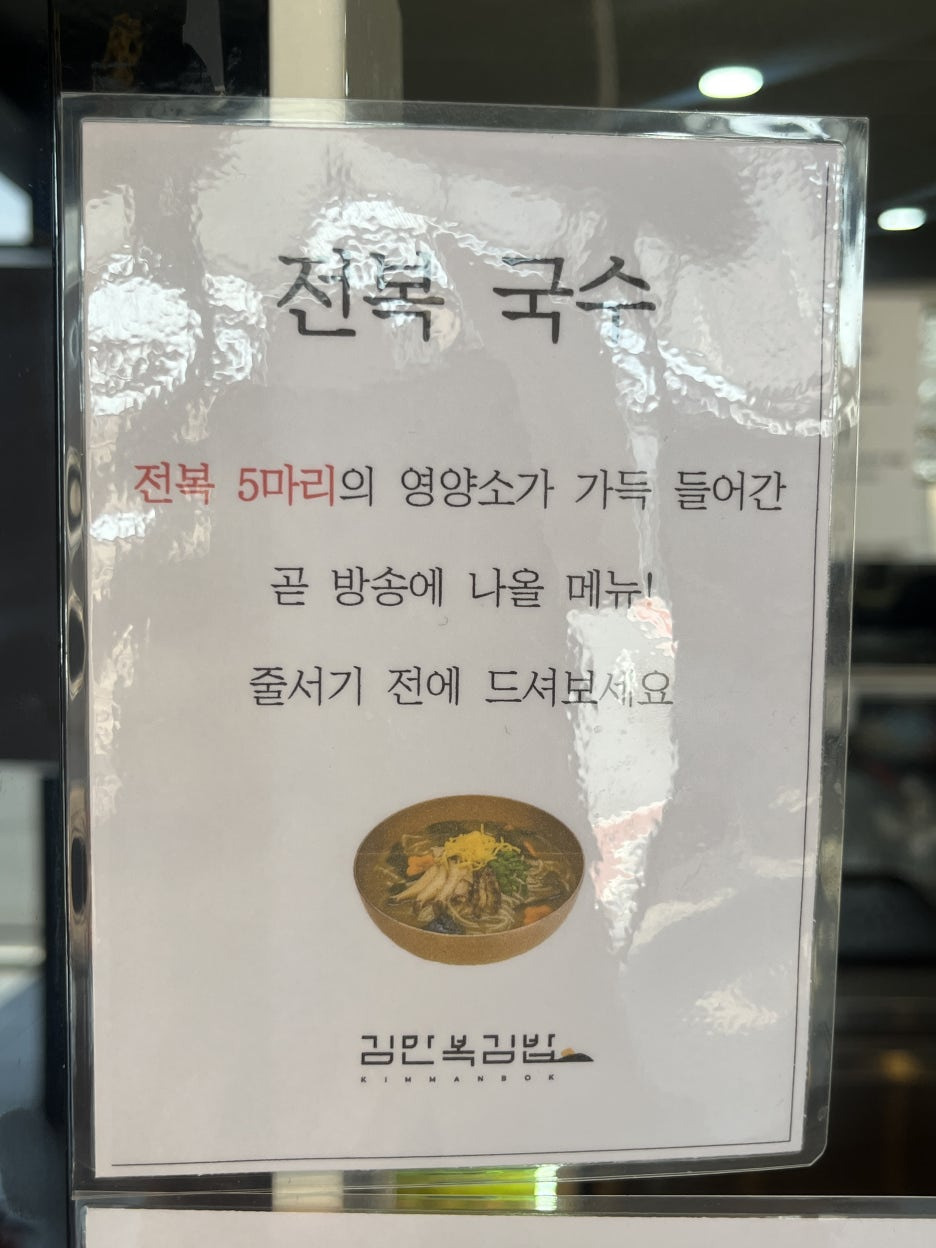 전복 국수
전복 5마리의 영양소가 가득 들어간
곧 방송에 나올 메뉴!
줄서기 전에 드셔보세요
김만복김밥
KIMMANBOK